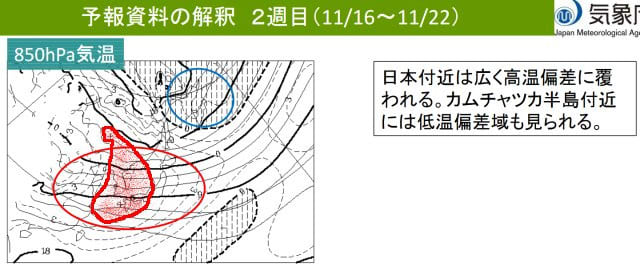 予報資料の解釈 2週目(11/16～11/22)
気象庁
Japan Meteorological Age
850hPa気温
日本付近は広く高温偏差に覆
われる。カムチャツカ半島付近
には低温偏差域も見られる。
18